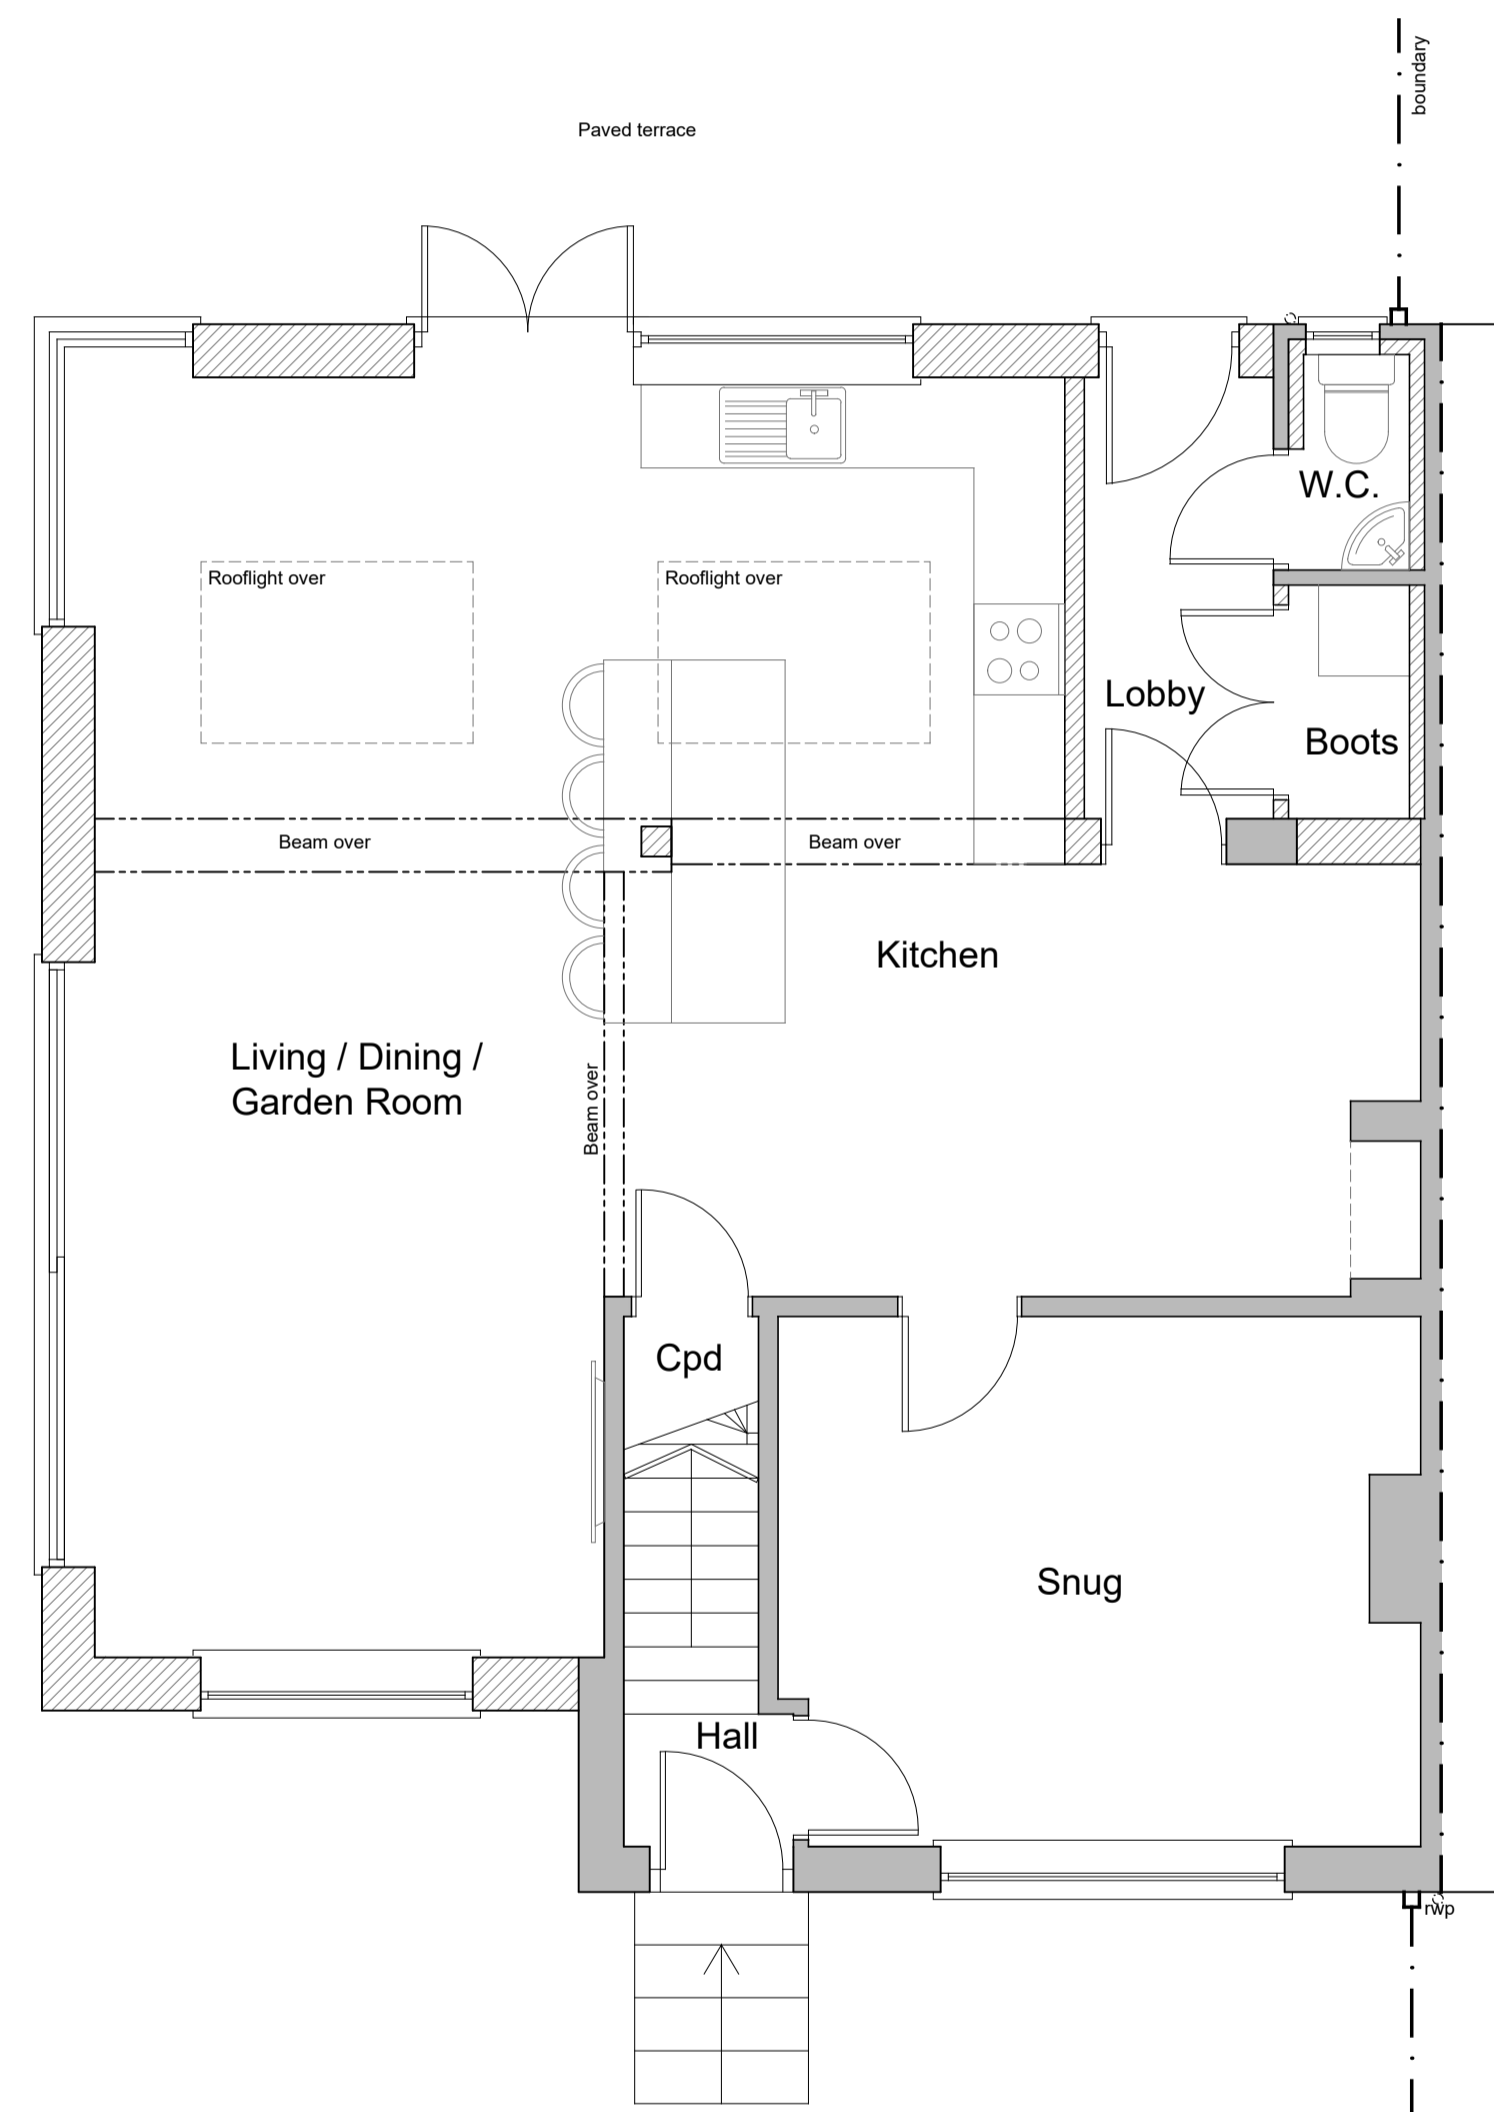 boundary
Paved terrace
W.C.
Rooflight over
Rooflight over
Lobby
Boots
Beam over
Beam over
Kitchen
Living / Dining /
Garden Room
Beam over
Cpd
Snug
Hall
rwp